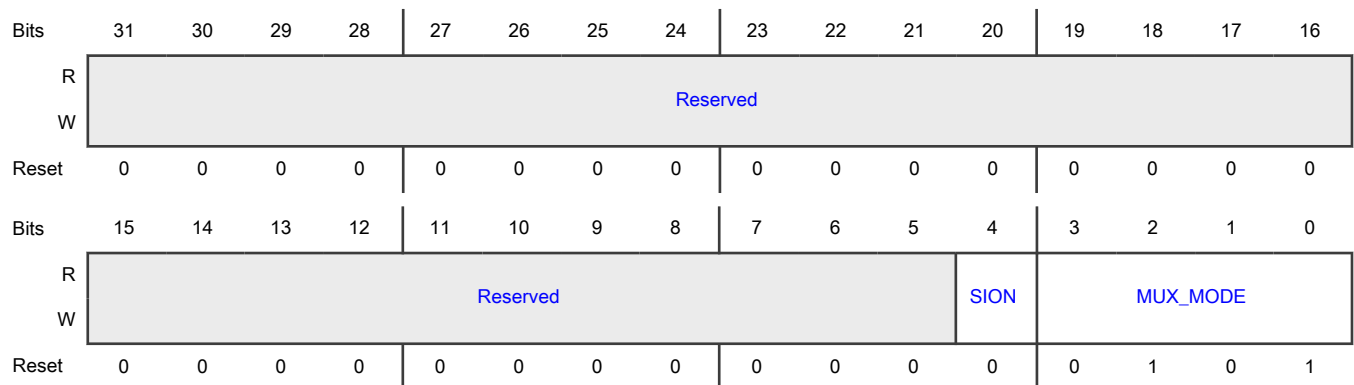 Bits 31 30 29 28 27 26 25 24 23 22 21 20 19 18 17 16
R
Reserved
W
Reset 0 0 0 0 0 0 0 0 0 0 0 0 0 0 0 0
Bits 15 14 13 12 11 10 9 8 7 6 5 4 3 2 1 0
R
Reserved SION MUX_MODE
W
Reset 0 0 0 0 0 0 0 0 0 0 0 0 0 1 0 1